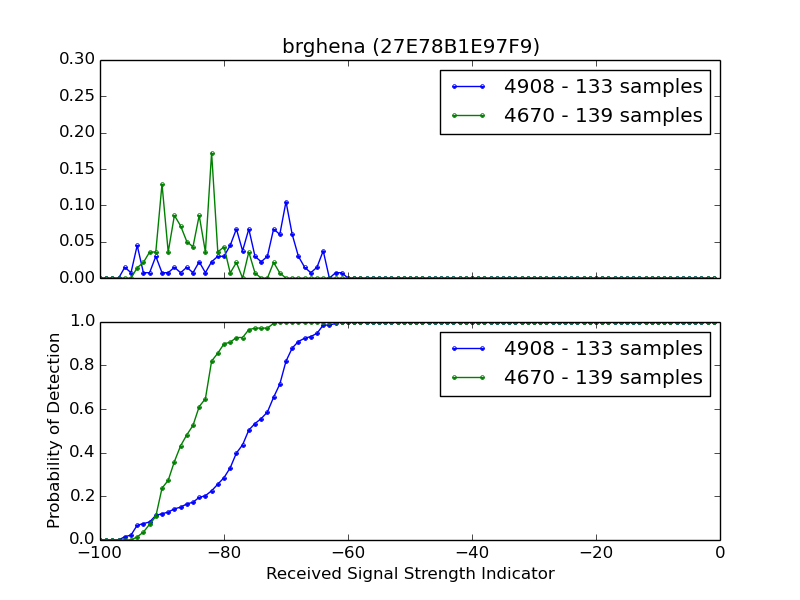 brghena (27E78B1E97F9)
0.30
0.25
0.20
0.15
0.10
0.05
0.00
4908 - 133 samples
4670 - 139 samples
1.0
0.8
0.6
0.4
0.2
0.0
Probability of Detection
4908 - 133 samples
4670 - 139 samples
−100 −80 −60 −40 −20 0
Received Signal Strength Indicator